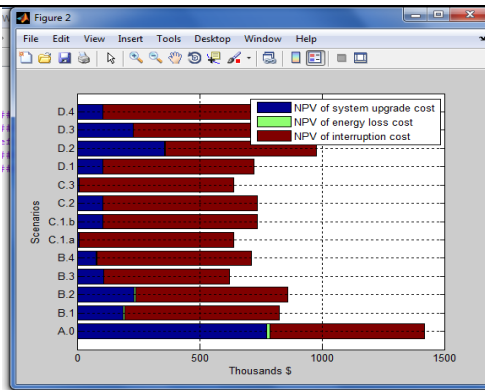 Figure 2
File Edit View Insert Tools Desktop Window Help
NPV of system upgrade cost
NPV of energy loss cost
NPV of interruption cost
D.4
D.3
D.2
D.1
C.3
C.2
C.1.b
C.1.a
B.4
B.3
B.2
B.1
A.0
Scenarios
0 500 1000 1500
Thousands $